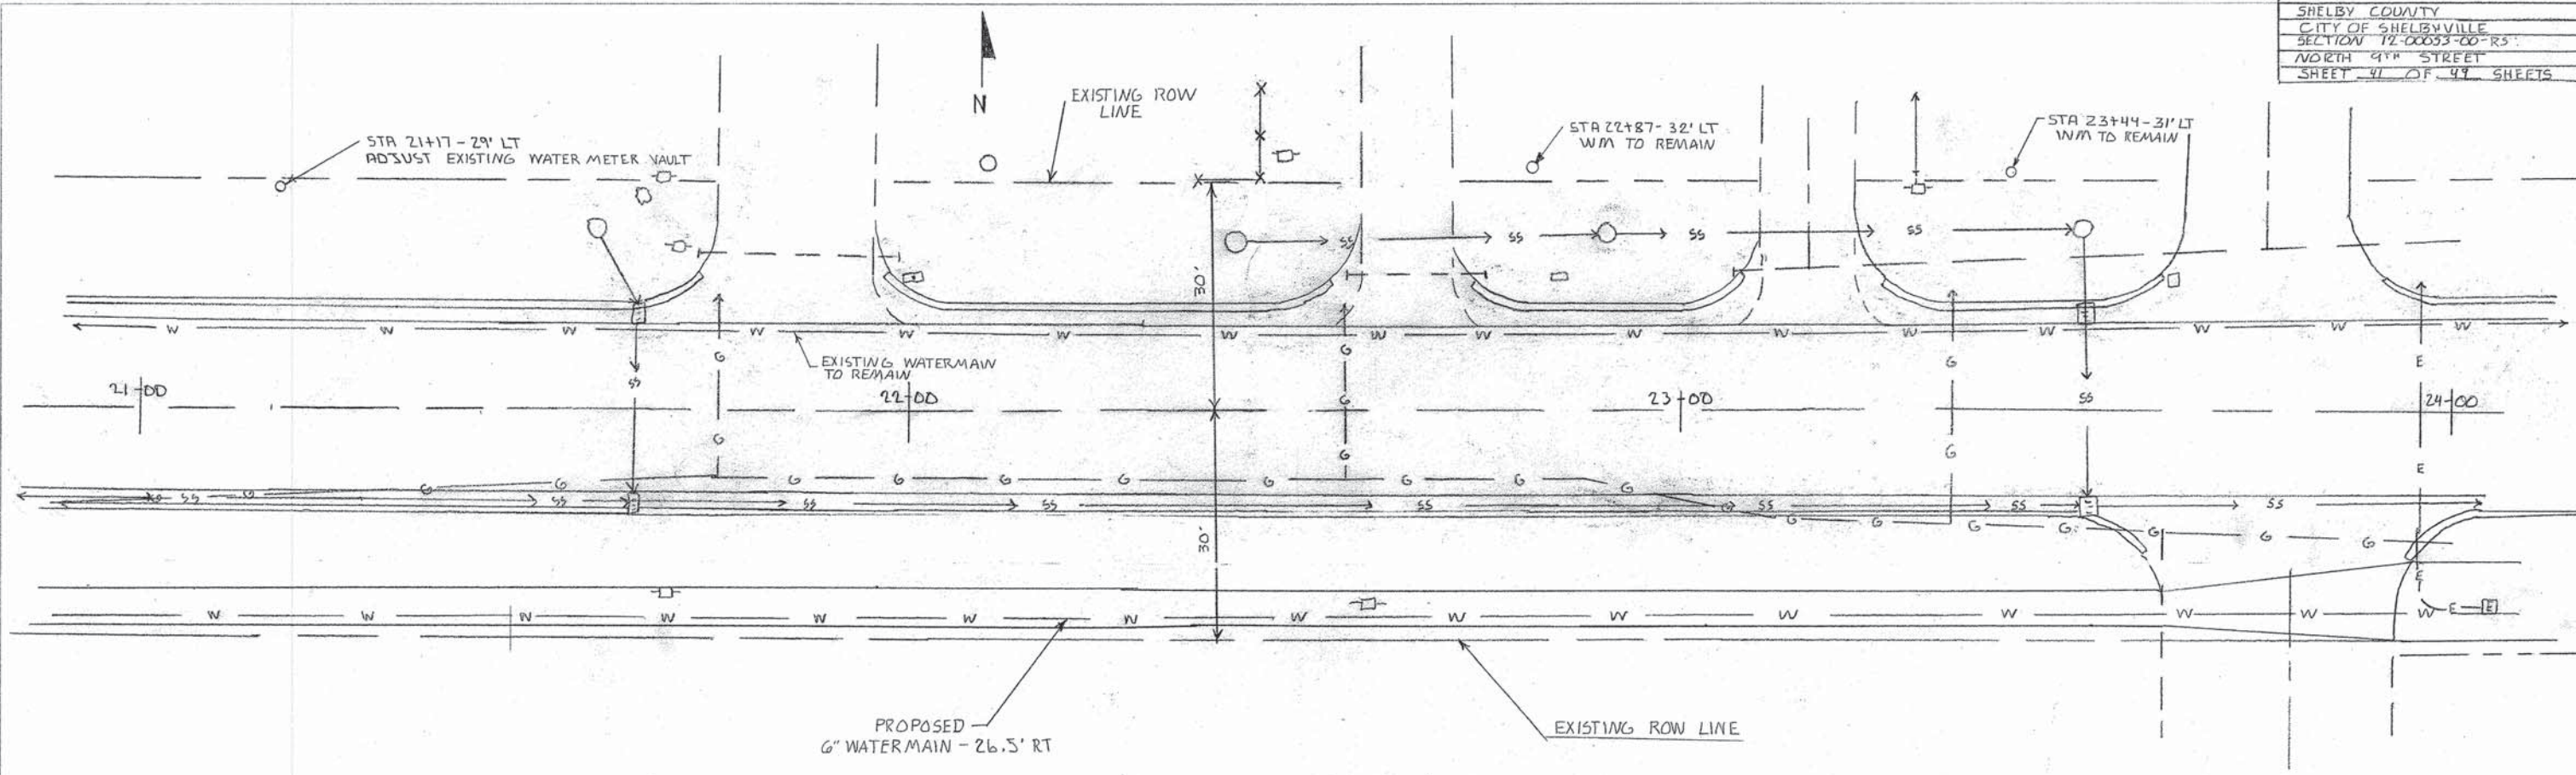 SHELBY COUNTY
CITY OF SHELBYVILLE
SECTION 12-00053-00-RS
NORTH 9TH STREET
SHEET 41 OF 49 SHEETS
N
EXISTING ROW
LINE
STA 21+17 - 29' LT
ADJUST EXISTING WATER METER VAULT
STA 22+87 - 32' LT
WM TO REMAIN
STA 23+44 - 31' LT
WM TO REMAIN
SS SS SS SS
30'
W W W W W W W W W W W W W W W
EXISTING WATERMAIN
TO REMAIN
G G G E
SS SS
21+00 22+00 23+00 24+00
G G G G E
G G G G G G G G G G G
SS SS SS SS SS SS SS SS SS
G G G G G G G
30'
E
W W W W W W W W W W W W W W W E E
PROPOSED
6" WATERMAIN - 26.5' RT
EXISTING ROW LINE